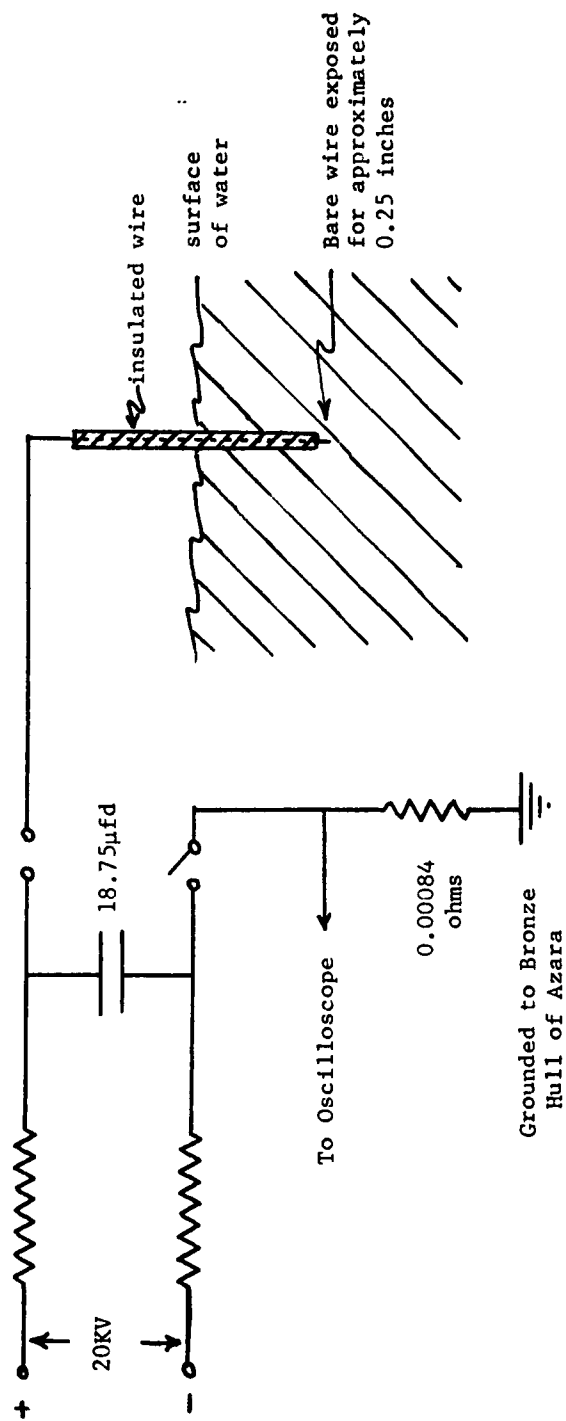 +
20KV
-
18.75µfd
To Oscilloscope
0.00084
ohms
Grounded to Bronze
Hull of Azara
insulated wire
surface
of water
Bare wire exposed
for approximately
0.25 inches